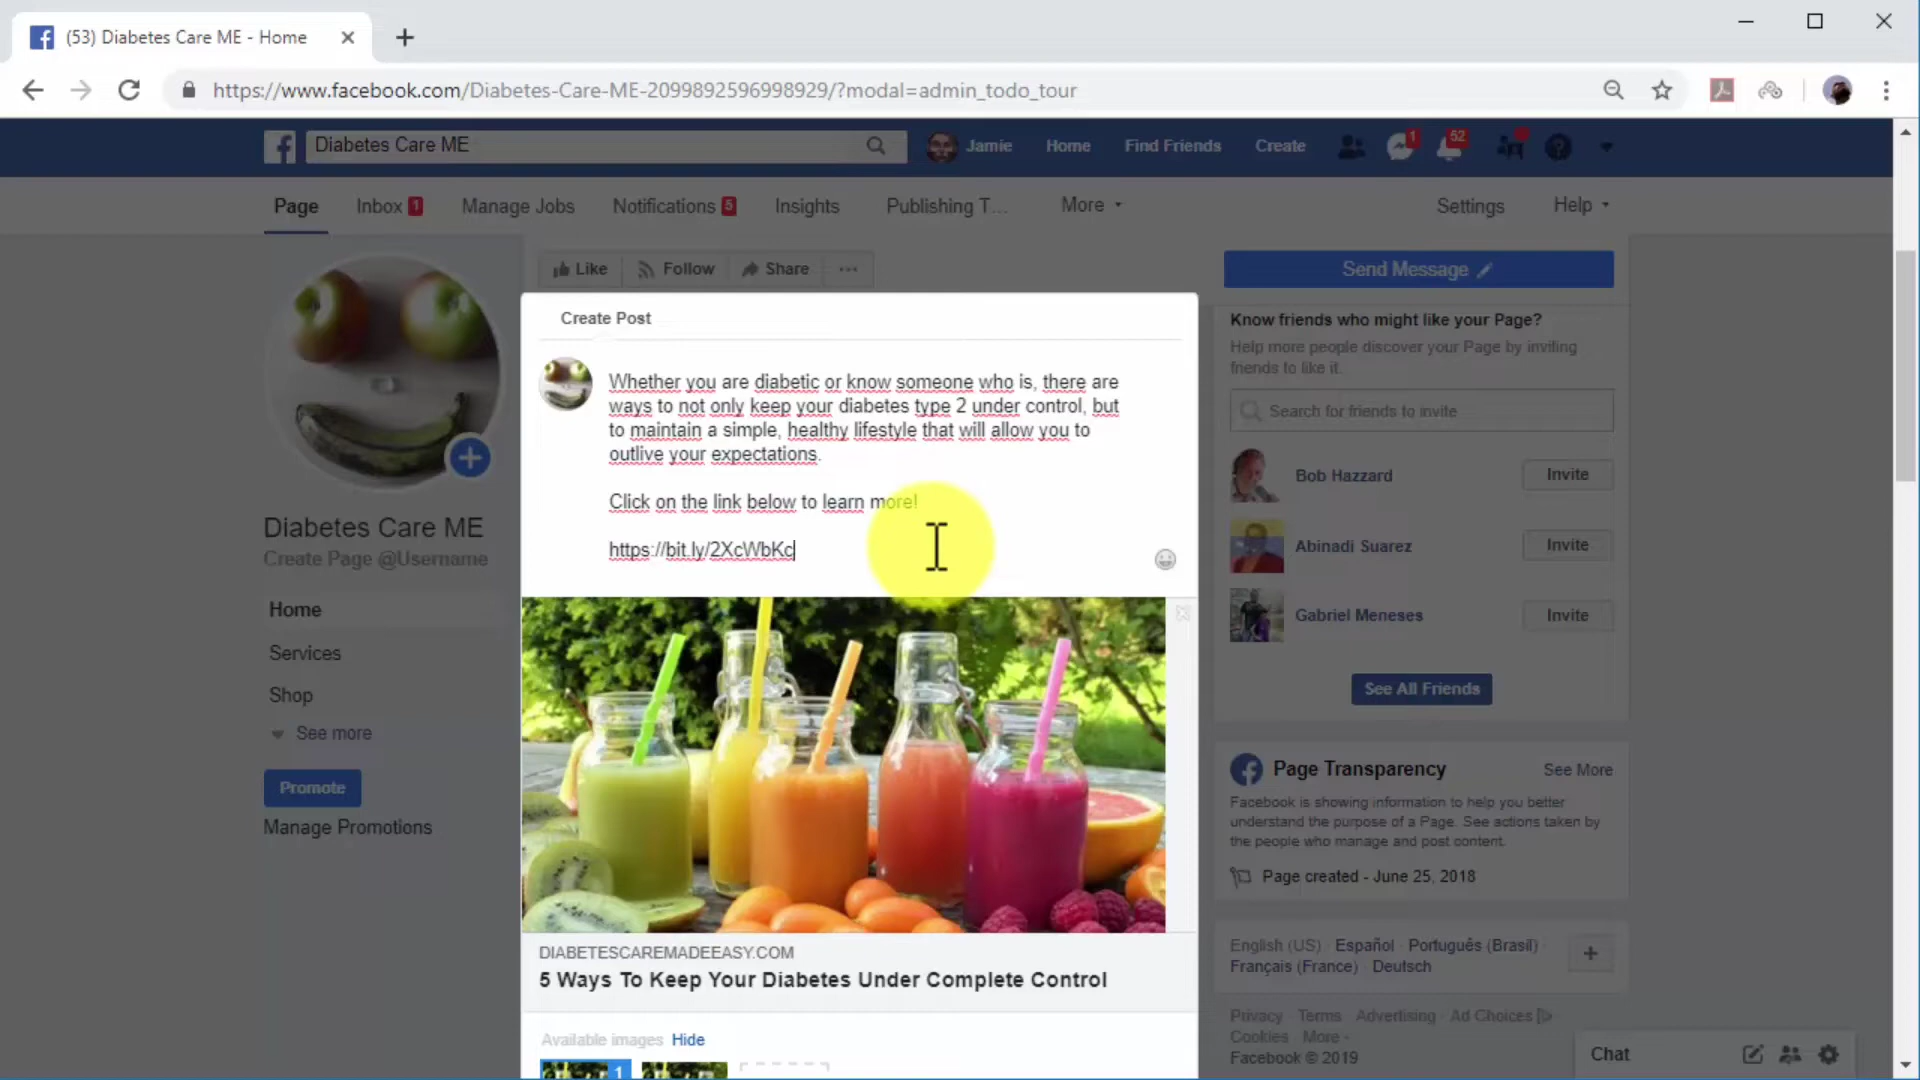 (53) Diabetes Care ME - Home
https://www.facebook.com/Diabetes-Care-ME-2099892596998929/?modal=admin_todo_tour
Diabetes Care ME
Jamie
Home
Find Friends
Create
1
52
Page
Inbox 1
Manage Jobs
Notifications 5
Insights
Publishing T...
More
Settings
Help
Like
Follow
Share
Send Message
Create Post
Whether you are diabetic or know someone who is, there are
ways to not only keep your diabetes type 2 under control, but
to maintain a simple, healthy lifestyle that will allow you to
outlive your expectations.
Click on the link below to learn more!
https://bit.ly/2XcWbKc
DIABETESCAREMADEEASY.COM
5 Ways To Keep Your Diabetes Under Complete Control
Available images Hide
1
Diabetes Care ME
Create Page @Username
Home
Services
Shop
See more
Promote
Manage Promotions
Know friends who might like your Page?
Help more people discover your Page by inviting
friends to like it.
Search for friends to invite
Bob Hazzard
Invite
Abinadi Suarez
Invite
Gabriel Meneses
Invite
See All Friends
Page Transparency
See More
Facebook is showing information to help you better
understand the purpose of a Page. See actions taken by
the people who manage and post content.
Page created - June 25, 2018
English (US) · Español · Português (Brasil) ·
Français (France) · Deutsch
Privacy · Terms · Advertising · Ad Choices
Cookies · More
Facebook © 2019
Chat